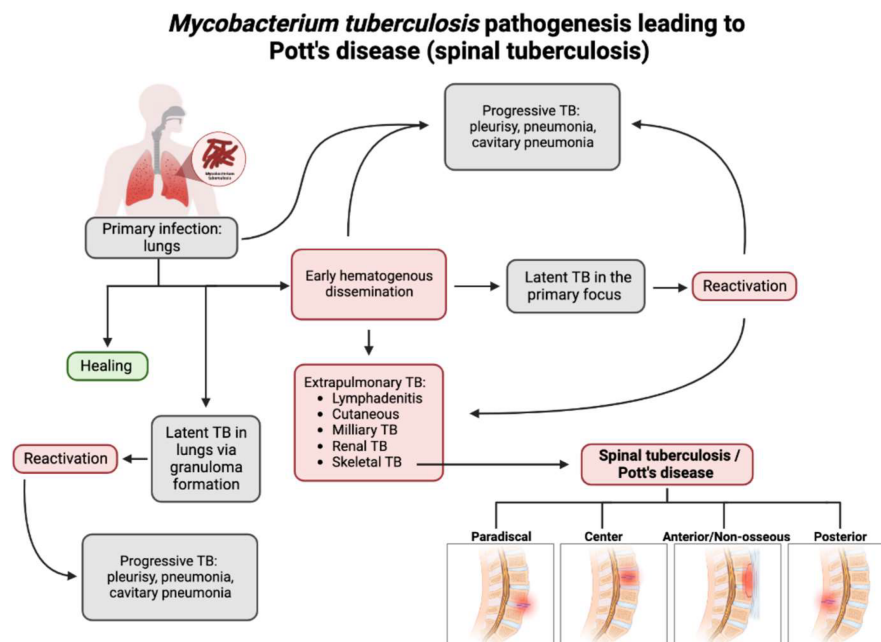 Mycobacterium tuberculosis pathogenesis leading to
Pott's disease (spinal tuberculosis)
Progressive TB:
pleurisy, pneumonia,
cavitary pneumonia
Mycobacterium
tuberculosis
Primary infection:
lungs
Early hematogenous
dissemination
Latent TB in the
primary focus
Reactivation
Healing
Extrapulmonary TB:
• Lymphadenitis
• Cutaneous
• Milliary TB
• Renal TB
• Skeletal TB
Latent TB in
lungs via
granuloma
formation
Reactivation
Spinal tuberculosis /
Pott's disease
Progressive TB:
pleurisy, pneumonia,
cavitary pneumonia
Paradiscal
Center
Anterior/Non-osseous
Posterior